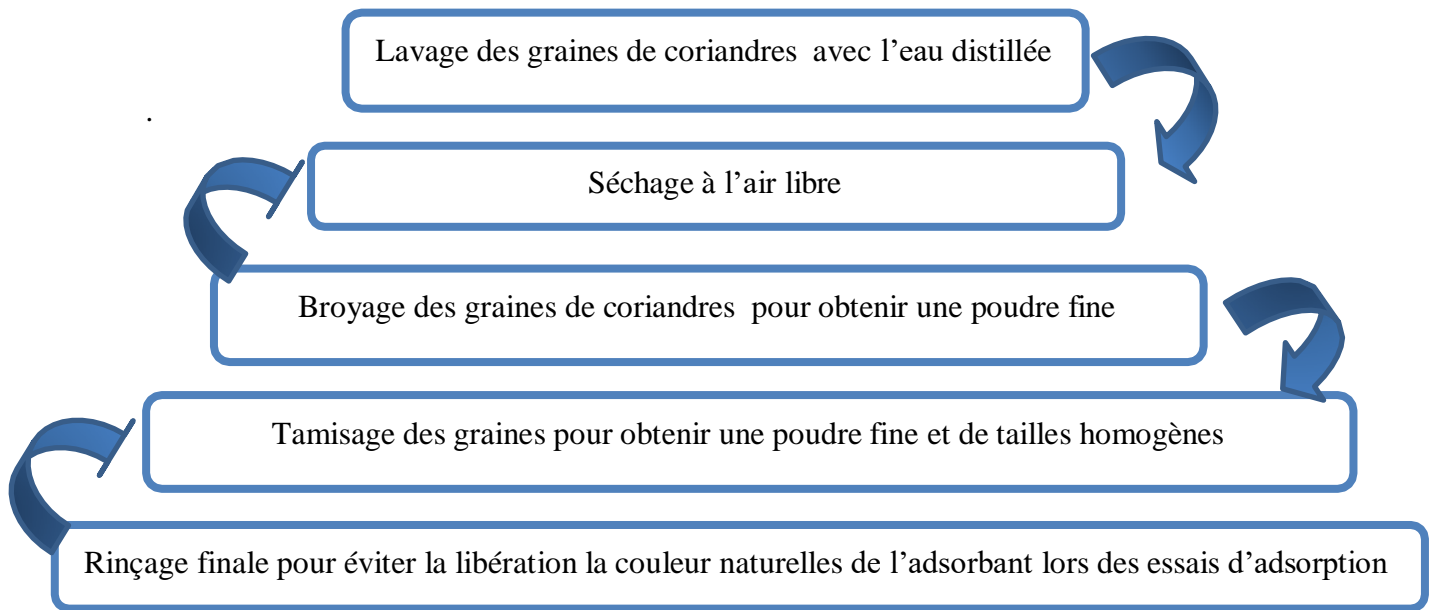 Lavage des graines de coriandres avec l’eau distillée
.
Séchage à l’air libre
Broyage des graines de coriandres pour obtenir une poudre fine
Tamisage des graines pour obtenir une poudre fine et de tailles homogènes
Rinçage finale pour éviter la libération la couleur naturelles de l’adsorbant lors des essais d’adsorption